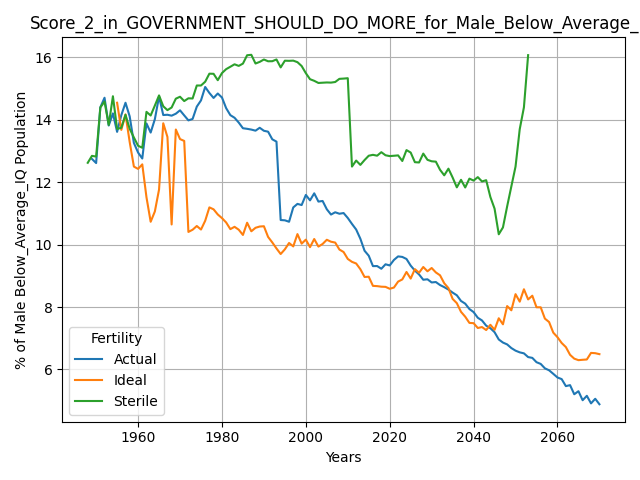 Score_2_in_GOVERNMENT_SHOULD_DO_MORE_for_Male_Below_Average_
% of Male Below_Average_IQ Population
16
14
12
10
8
6
Fertility
Actual
Ideal
Sterile
1960 1980 2000 2020 2040 2060
Years